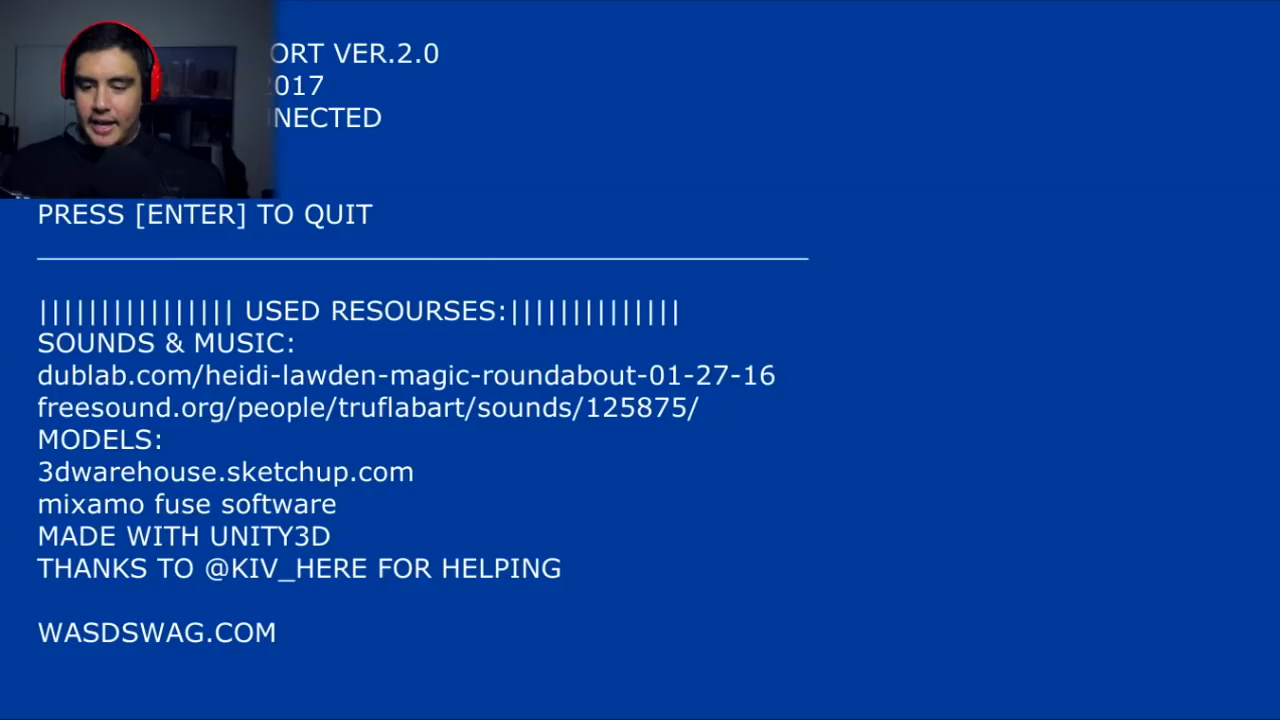 ORT VER.2.0
2017
NNECTED
PRESS [ENTER] TO QUIT
|||||||||||||||| USED RESOURSES:||||||||||||||
SOUNDS & MUSIC:
dublab.com/heidi-lawden-magic-roundabout-01-27-16
freesound.org/people/truflabart/sounds/125875/
MODELS:
3dwarehouse.sketchup.com
mixamo fuse software
MADE WITH UNITY3D
THANKS TO @KIV_HERE FOR HELPING
WASDSWAG.COM